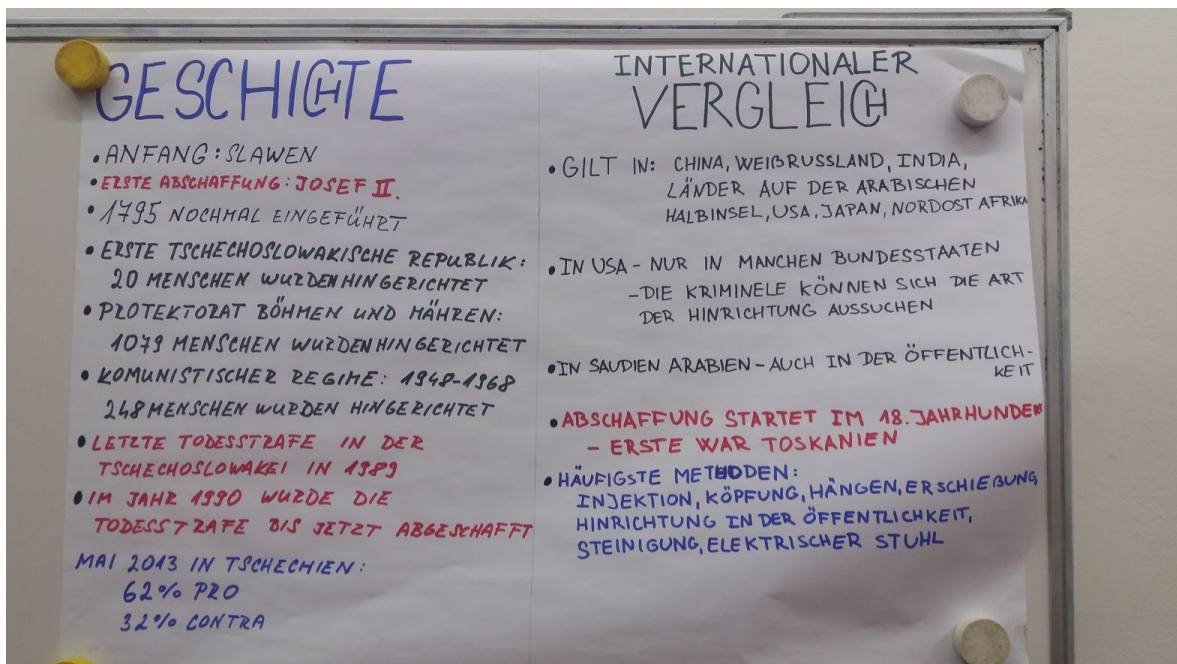 GESCHICHTE
• ANFANG: SLAWEN
• ERSTE ABSCHAFFUNG: JOSEF II.
• 1795 NOCHMAL EINGEFÜHRT
• ERSTE TSCHECHOSLOWAKISCHE REPUBLIK:
20 MENSCHEN WURDEN HINGERICHTET
• PROTEKTORAT BÖHMEN UND MÄHREN:
1079 MENSCHEN WURDEN HINGERICHTET
• KOMUNISTISCHER REGIME: 1948-1968
248 MENSCHEN WURDEN HINGERICHTET
• LETZTE TODESSTRAFE IN DER
TSCHECHOSLOWAKEI IN 1989
• IM JAHR 1990 WURDE DIE
TODESSTRAFE BIS JETZT ABGESCHAFFT
MAI 2013 IN TSCHECHIEN:
62% PRO
32% CONTRA
INTERNATIONALER
VERGLEICH
• GILT IN: CHINA, WEIßRUSSLAND, INDIA,
LÄNDER AUF DER ARABISCHEN
HALBINSEL, USA, JAPAN, NORDOST AFRIKA
• IN USA - NUR IN MANCHEN BUNDESSTAATEN
- DIE KRIMINELE KÖNNEN SICH DIE ART
DER HINRICHTUNG AUSSUCHEN
• IN SAUDIEN ARABIEN - AUCH IN DER ÖFFENTLICH-
KEIT
• ABSCHAFFUNG STARTET IM 18. JAHRHUNDERT
- ERSTE WAR TOSKANIEN
• HÄUFIGSTE METHODEN:
INJEKTION, KÖPFUNG, HÄNGEN, ERSCHIEßUNG,
HINRICHTUNG IN DER ÖFFENTLICHKEIT,
STEINIGUNG, ELEKTRISCHER STUHL